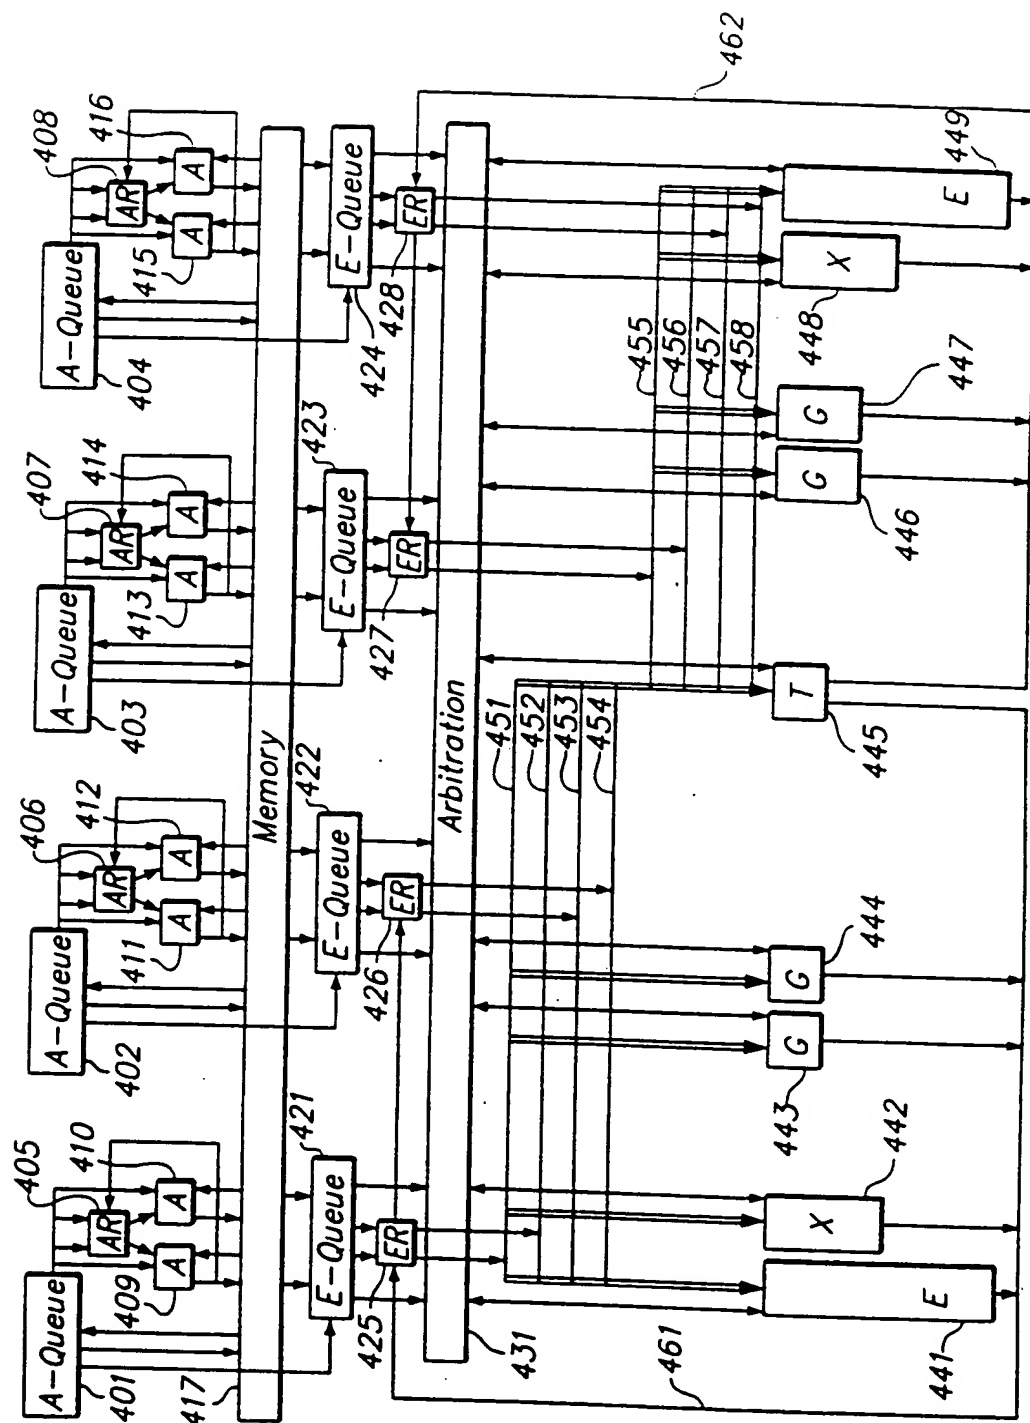 401 A-Queue
402 A-Queue
403 A-Queue
404 A-Queue
405 AR
406 AR
407 AR
408 AR
409 A
410 A
411 A
412 A
413 A
414 A
415 A
416 A
417 Memory
421 E-Queue
422 E-Queue
423 E-Queue
424 E-Queue
425 ER
426 ER
427 ER
428 ER
431 Arbitration
451
452
453
454
455
456
457
458
441 E
442 X
443 G
444 G
445 T
446 G
447 G
448 X
449 E
461
462